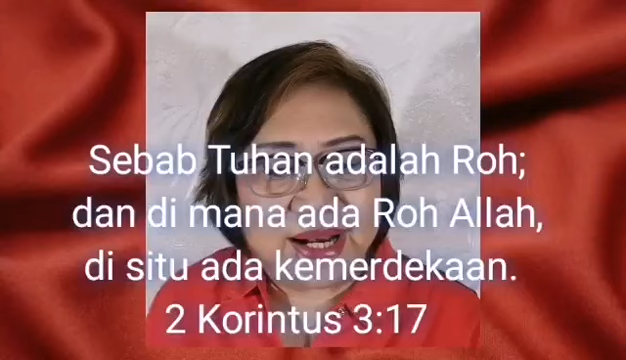 Sebab Tuhan adalah Roh;
dan di mana ada Roh Allah,
di situ ada kemerdekaan.
2 Korintus 3:17